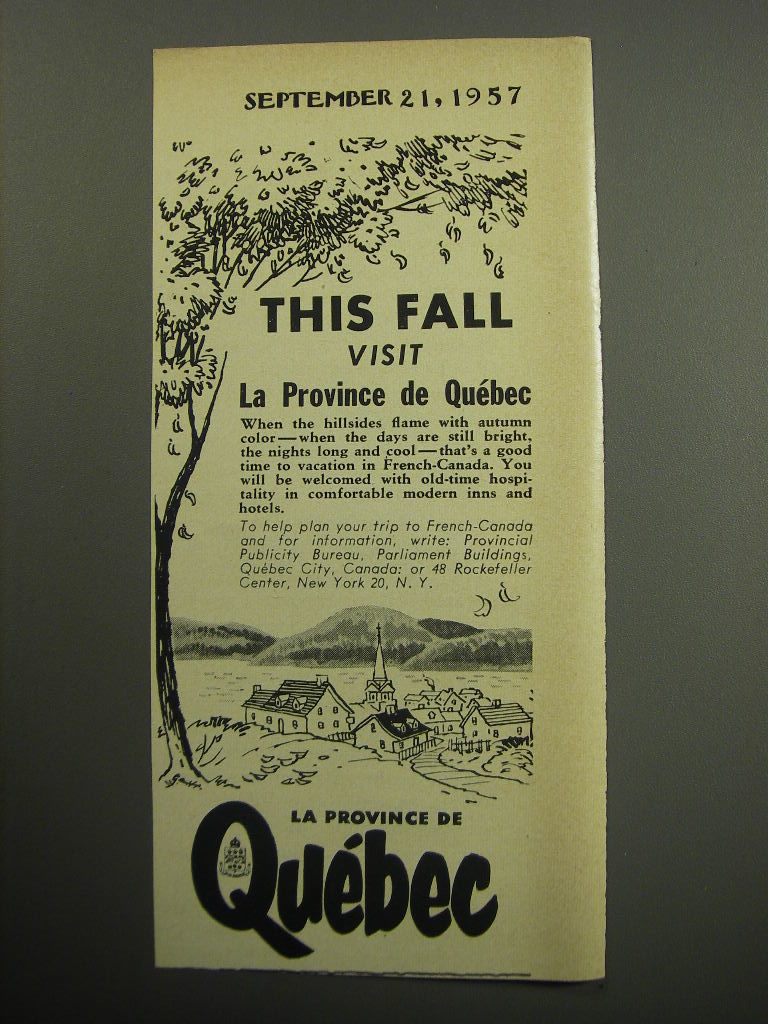 SEPTEMBER 21, 1957
THIS FALL
VISIT
La Province de Québec
When the hillsides flame with autumn
color—when the days are still bright,
the nights long and cool—that's a good
time to vacation in French-Canada. You
will be welcomed with old-time hospi-
tality in comfortable modern inns and
hotels.
To help plan your trip to French-Canada
and for information, write: Provincial
Publicity Bureau, Parliament Buildings,
Québec City, Canada: or 48 Rockefeller
Center, New York 20, N. Y.
LA PROVINCE DE
Québec